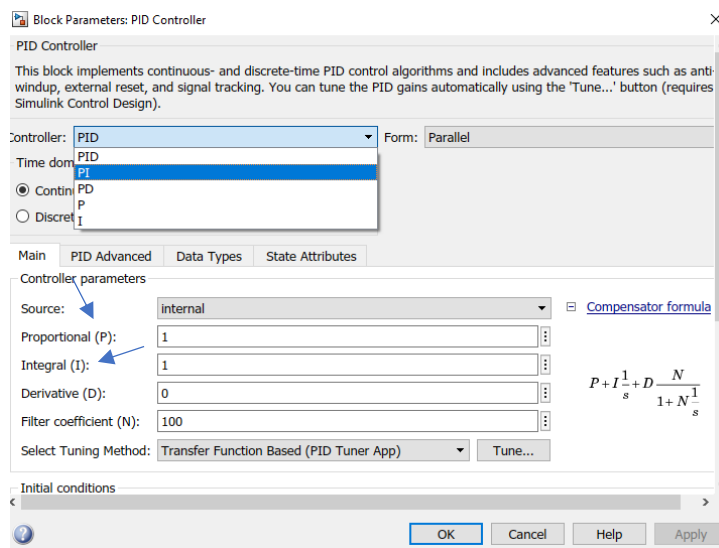 Block Parameters: PID Controller
PID Controller
This block implements continuous- and discrete-time PID control algorithms and includes advanced features such as anti-
windup, external reset, and signal tracking. You can tune the PID gains automatically using the 'Tune...' button (requires
Simulink Control Design).
Controller: PID Form: Parallel
PID
Time dom
PI
Contin
PD
P
Discret
I
Main PID Advanced Data Types State Attributes
Controller parameters
Source: internal Compensator formula
Proportional (P): 1
Integral (I): 1
Derivative (D): 0
Filter coefficient (N): 100
P+I 1/s +D N/(1+N 1/s)
Select Tuning Method: Transfer Function Based (PID Tuner App) Tune...
Initial conditions
OK Cancel Help Apply